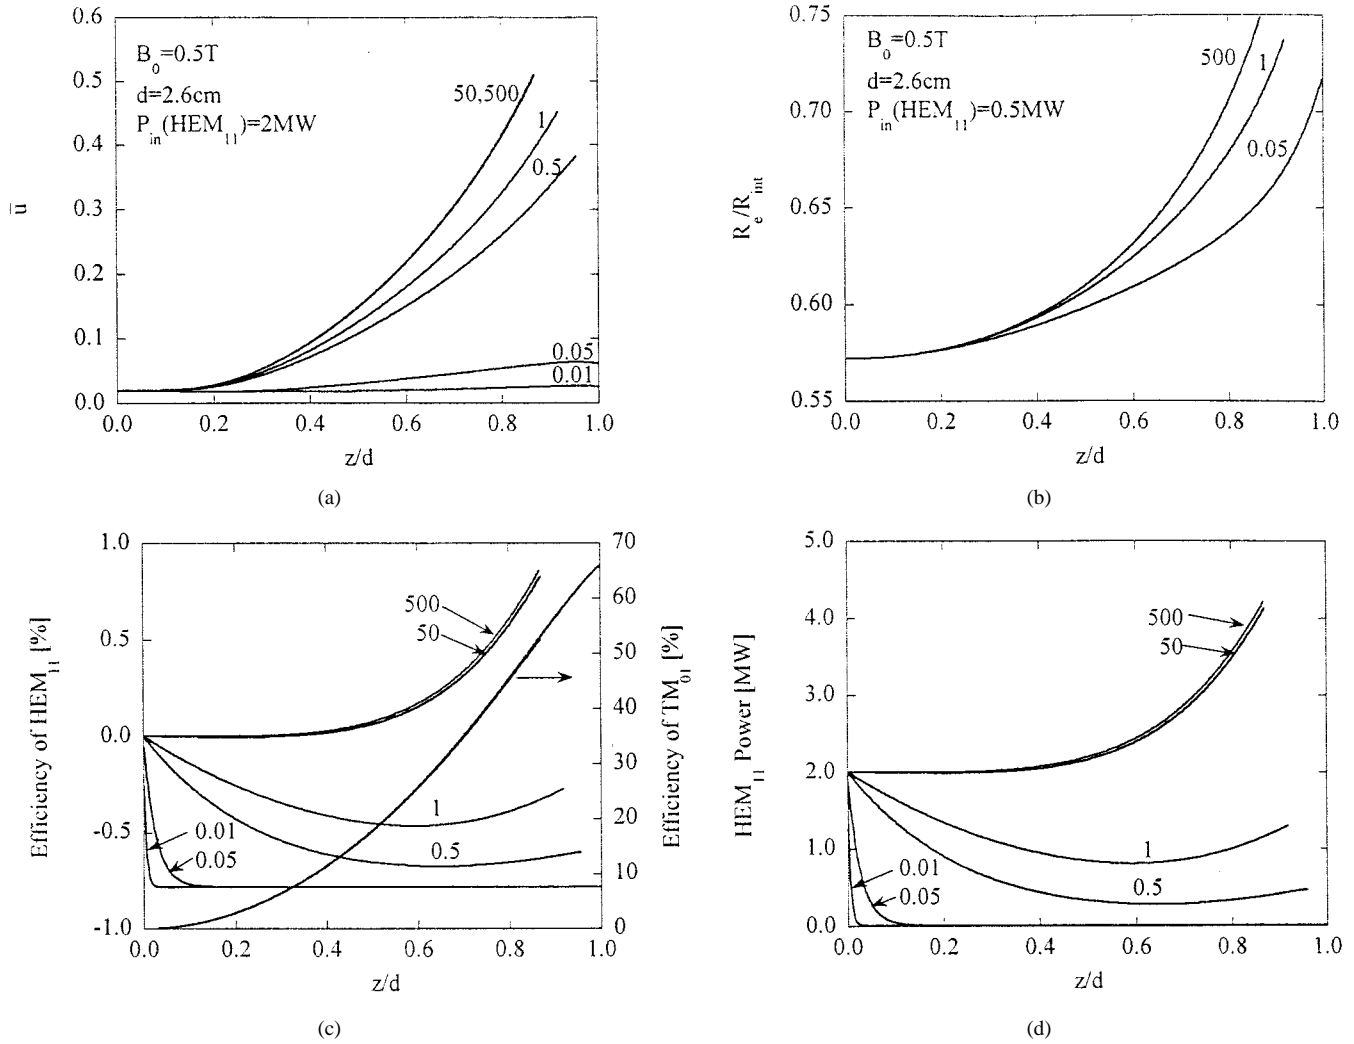 0.6
0.5
0.4
0.3
0.2
0.1
0.0
ū
B₀=0.5T
d=2.6cm
Pᵢₙ(HEM₁₁)=2MW
50,500
1
0.5
0.05
0.01
0.0 0.2 0.4 0.6 0.8 1.0
z/d
(a)
0.75
0.70
0.65
0.60
0.55
Rₑ/R_int
B₀=0.5T
d=2.6cm
Pᵢₙ(HEM₁₁)=0.5MW
500
1
0.05
0.0 0.2 0.4 0.6 0.8 1.0
z/d
(b)
1.0
0.5
0.0
-0.5
-1.0
Efficiency of HEM₁₁ [%]
500
50
1
0.5
0.01
0.05
70
60
50
40
30
20
10
0
Efficiency of TM₀₁ [%]
0.0 0.2 0.4 0.6 0.8 1.0
z/d
(c)
5.0
4.0
3.0
2.0
1.0
0.0
HEM₁₁ Power [MW]
500
50
1
0.5
0.01
0.05
0.0 0.2 0.4 0.6 0.8 1.0
z/d
(d)